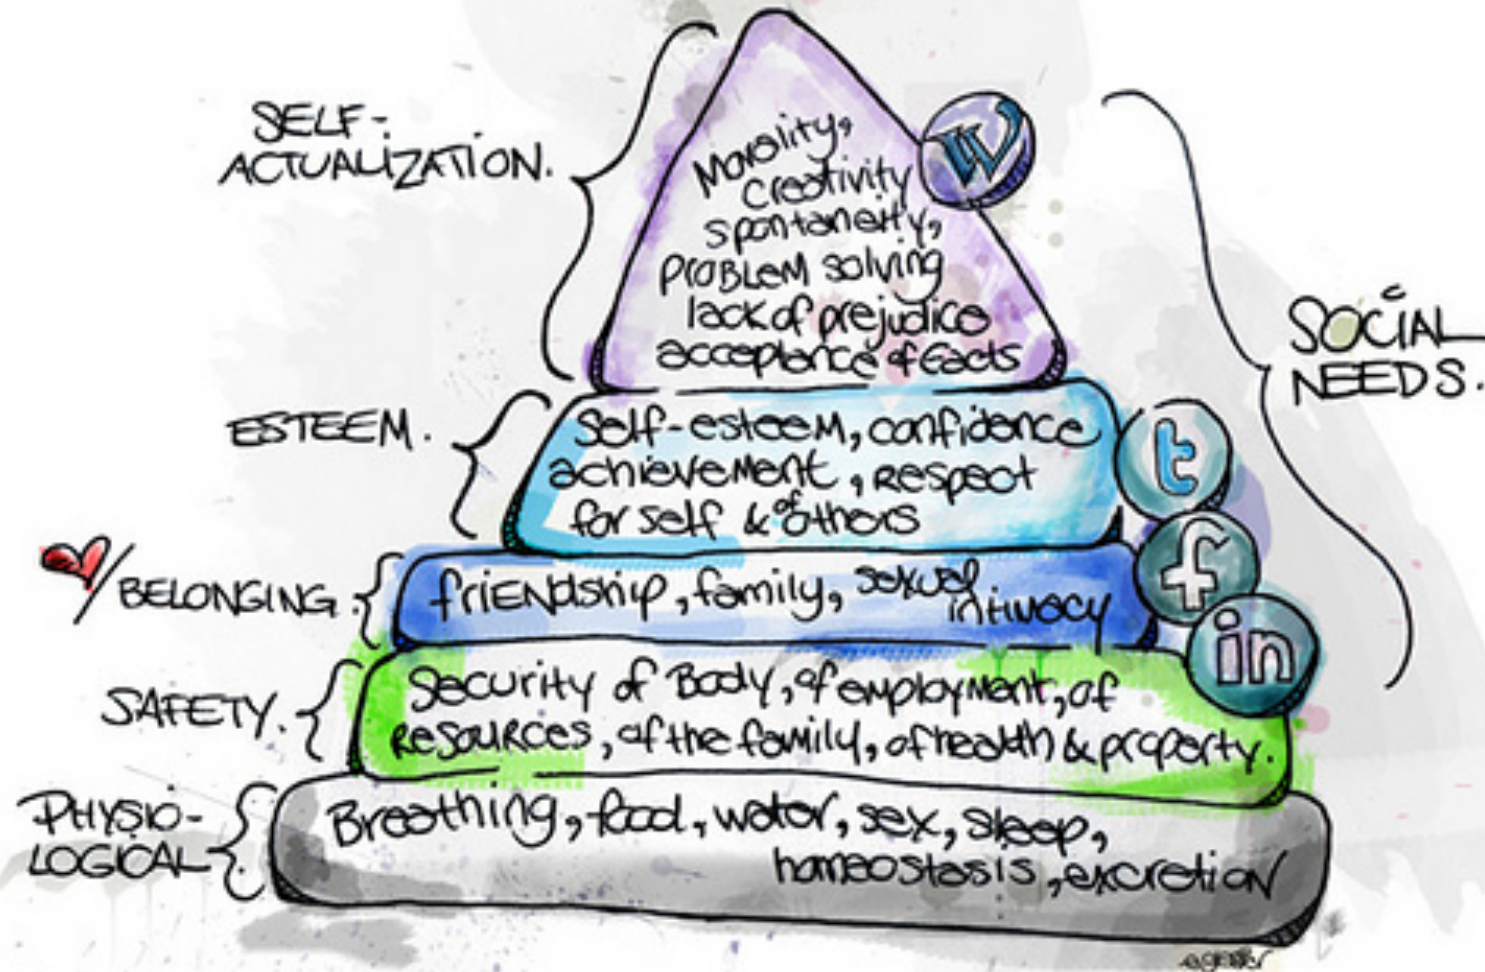 SELF-
ACTUALIZATION.
Morality,
creativity
spontaneity,
PROBLEM solving
lack of prejudice
acceptance of facts
W
SOCIAL
NEEDS.
ESTEEM.
Self-esteem, confidence
achievement, respect
for self & of others
t
f
in
/BELONGING.
friendship, family, sexual intimacy
SAFETY.
Security of Body, of employment, of
RESOURCES, of the family, of health & property.
PHYSIO-
LOGICAL
Breathing, food, water, sex, sleep,
homeostasis, excretion